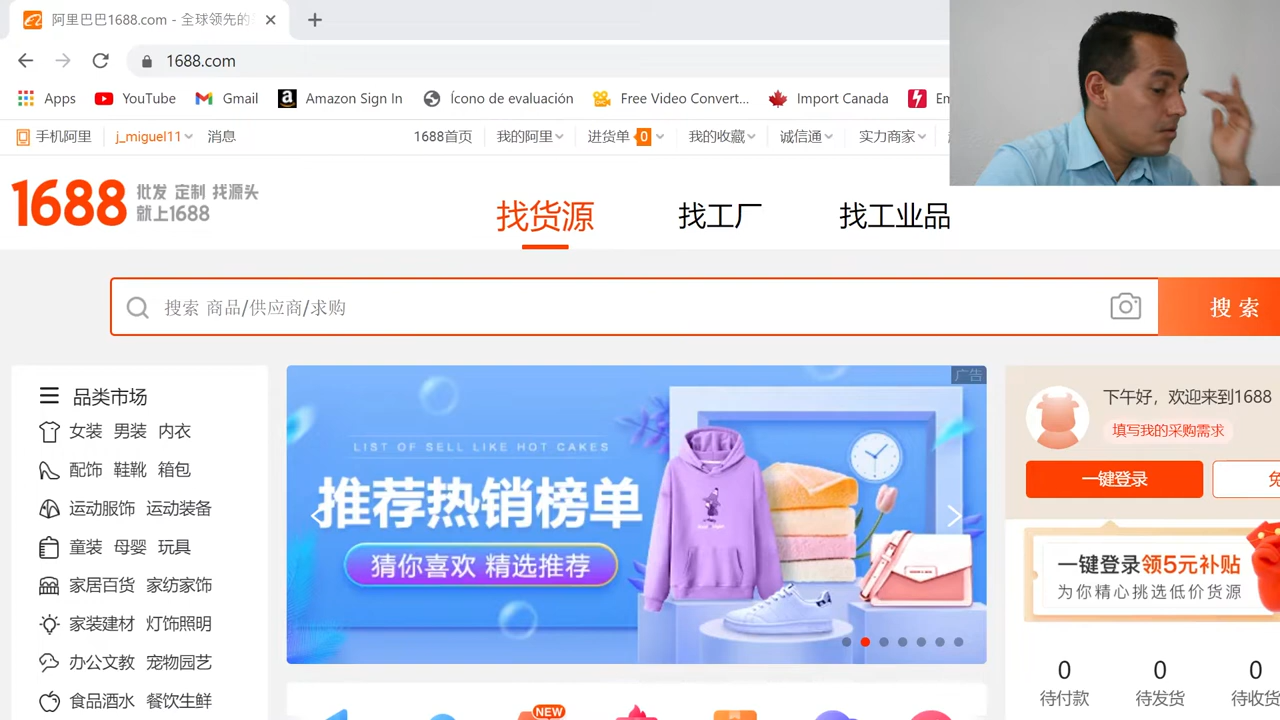 阿里巴巴1688.com - 全球领先的
1688.com
Apps YouTube Gmail Amazon Sign In Icono de evaluación Free Video Convert... Import Canada
手机阿里 j_miguel11 消息 1688首页 我的阿里 进货单 0 我的收藏 诚信通 实力商家
1688 批发 定制 找源头
就上1688
找货源 找工厂 找工业品
搜索 商品/供应商/求购 搜索
品类市场
女装 男装 内衣
配饰 鞋靴 箱包
运动服饰 运动装备
童装 母婴 玩具
家居百货 家纺家饰
家装建材 灯饰照明
办公文教 宠物园艺
食品酒水 餐饮生鲜
广告
LIST OF SELL LIKE HOT CAKES
推荐热销榜单
猜你喜欢 精选推荐
NEW
下午好，欢迎来到1688
填写我的采购需求
一键登录 免
一键登录领5元补贴
为你精心挑选低价货源
0 0 0
待付款 待发货 待收货